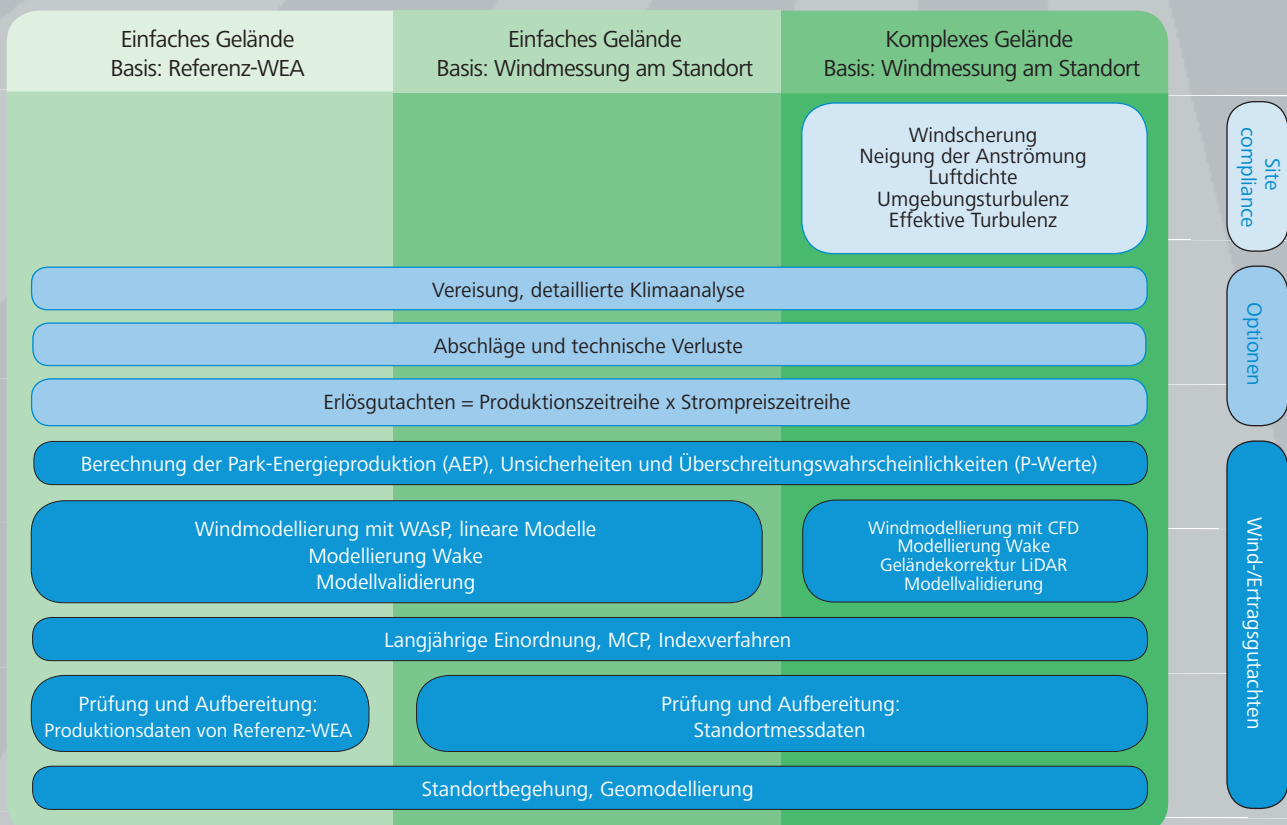 Einfaches Gelände
Basis: Referenz-WEA
Einfaches Gelände
Basis: Windmessung am Standort
Komplexes Gelände
Basis: Windmessung am Standort
Windscherung
Neigung der Anströmung
Luftdichte
Umgebungsturbulenz
Effektive Turbulenz
Site
compliance
Vereisung, detaillierte Klimaanalyse
Abschläge und technische Verluste
Erlösgutachten = Produktionszeitreihe x Strompreiszeitreihe
Optionen
Berechnung der Park-Energieproduktion (AEP), Unsicherheiten und Überschreitungswahrscheinlichkeiten (P-Werte)
Windmodellierung mit WAsP, lineare Modelle
Modellierung Wake
Modellvalidierung
Windmodellierung mit CFD
Modellierung Wake
Geländekorrektur LiDAR
Modellvalidierung
Langjährige Einordnung, MCP, Indexverfahren
Prüfung und Aufbereitung:
Produktionsdaten von Referenz-WEA
Prüfung und Aufbereitung:
Standortmessdaten
Standortbegehung, Geomodellierung
Wind-/Ertragsgutachten